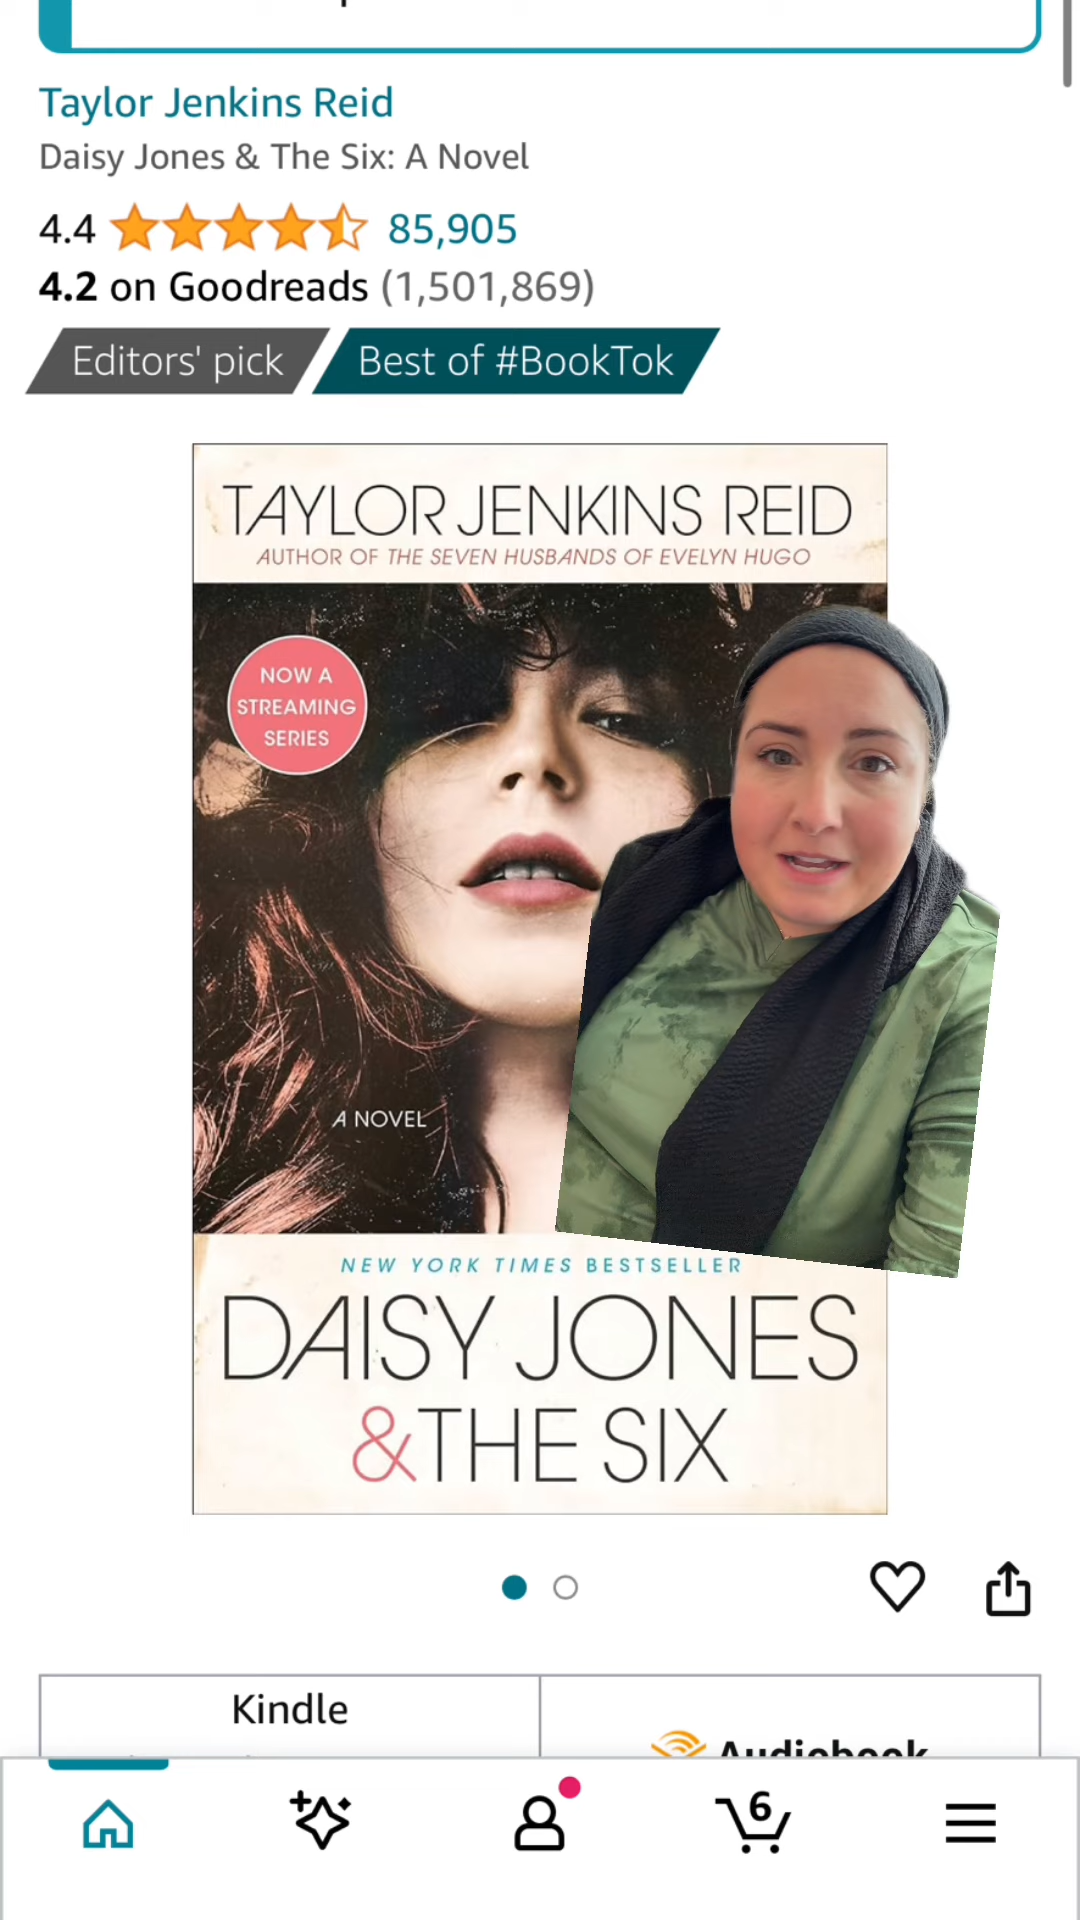 Taylor Jenkins Reid
Daisy Jones & The Six: A Novel
4.4 85,905
4.2 on Goodreads (1,501,869)
Editors' pick Best of #BookTok
TAYLOR JENKINS REID
AUTHOR OF THE SEVEN HUSBANDS OF EVELYN HUGO
NOW A
STREAMING
SERIES
A NOVEL
NEW YORK TIMES BESTSELLER
DAISY JONES
& THE SIX
Kindle
Audiobook
6